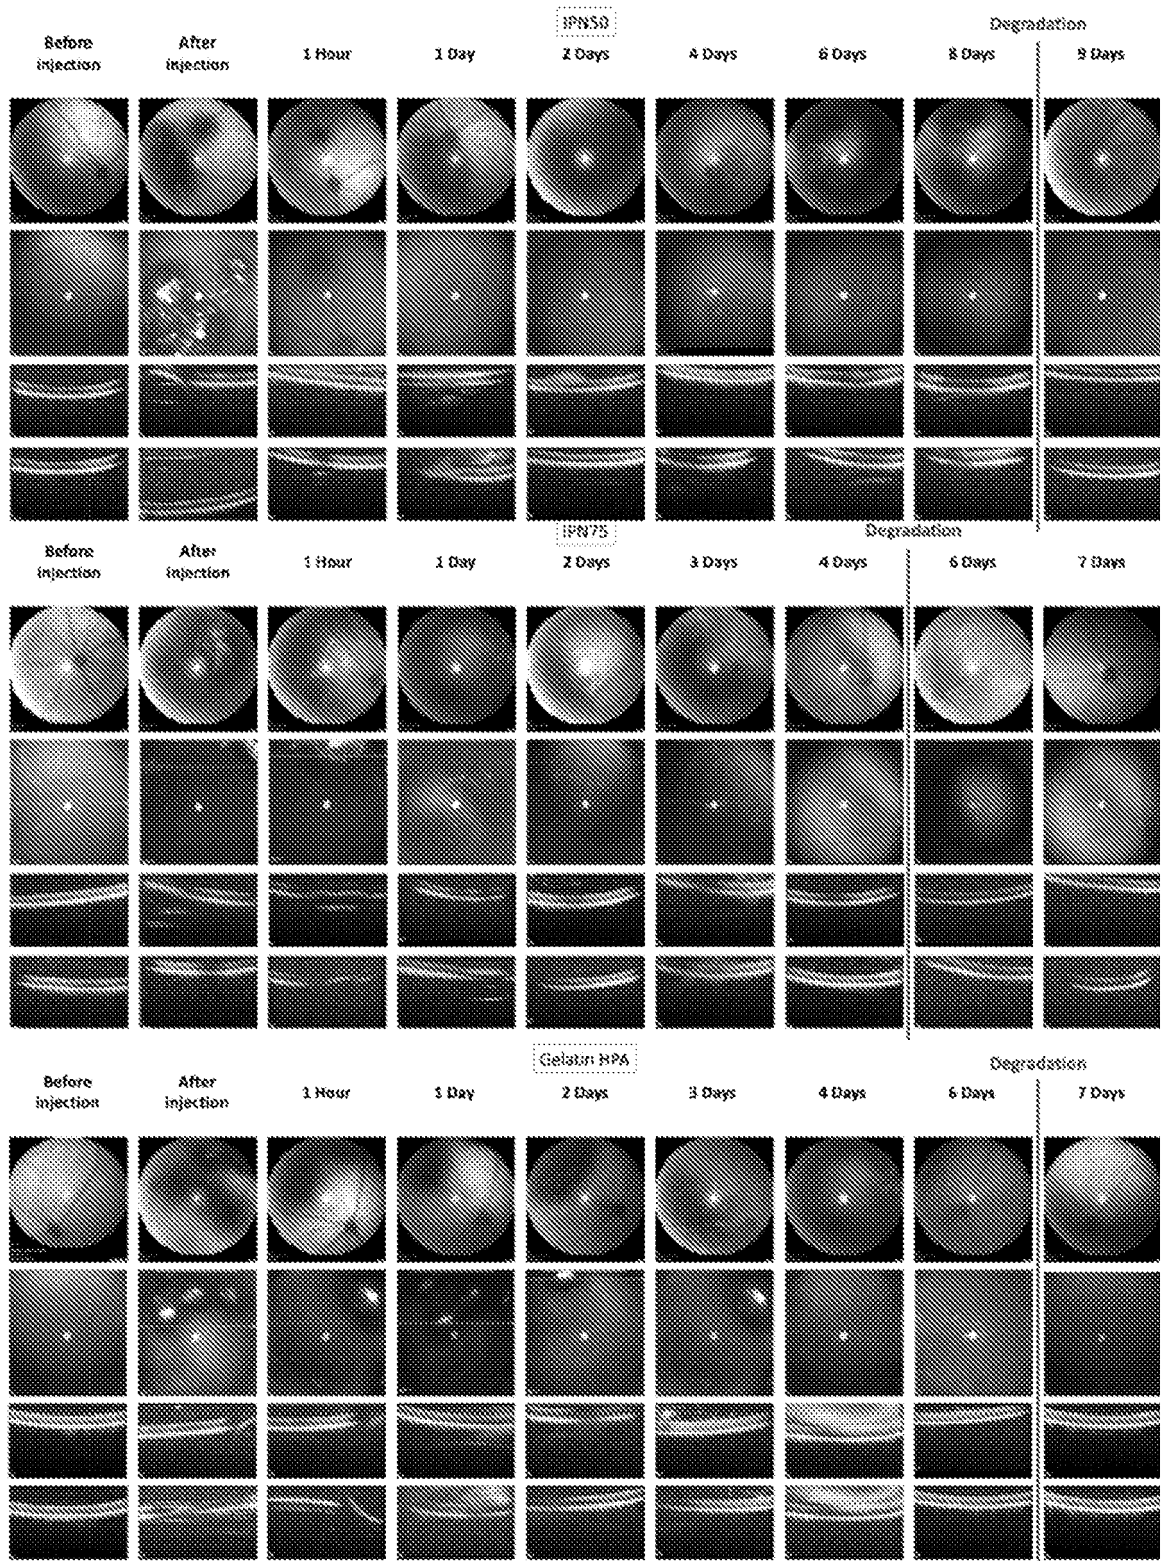 IPN50
Degradation
Before injection
After injection
1 Hour
1 Day
2 Days
4 Days
6 Days
8 Days
9 Days
IPN75
Degradation
Before injection
After injection
1 Hour
1 Day
2 Days
3 Days
4 Days
6 Days
7 Days
Gelatin HPA
Degradation
Before injection
After injection
1 Hour
1 Day
2 Days
3 Days
4 Days
6 Days
7 Days